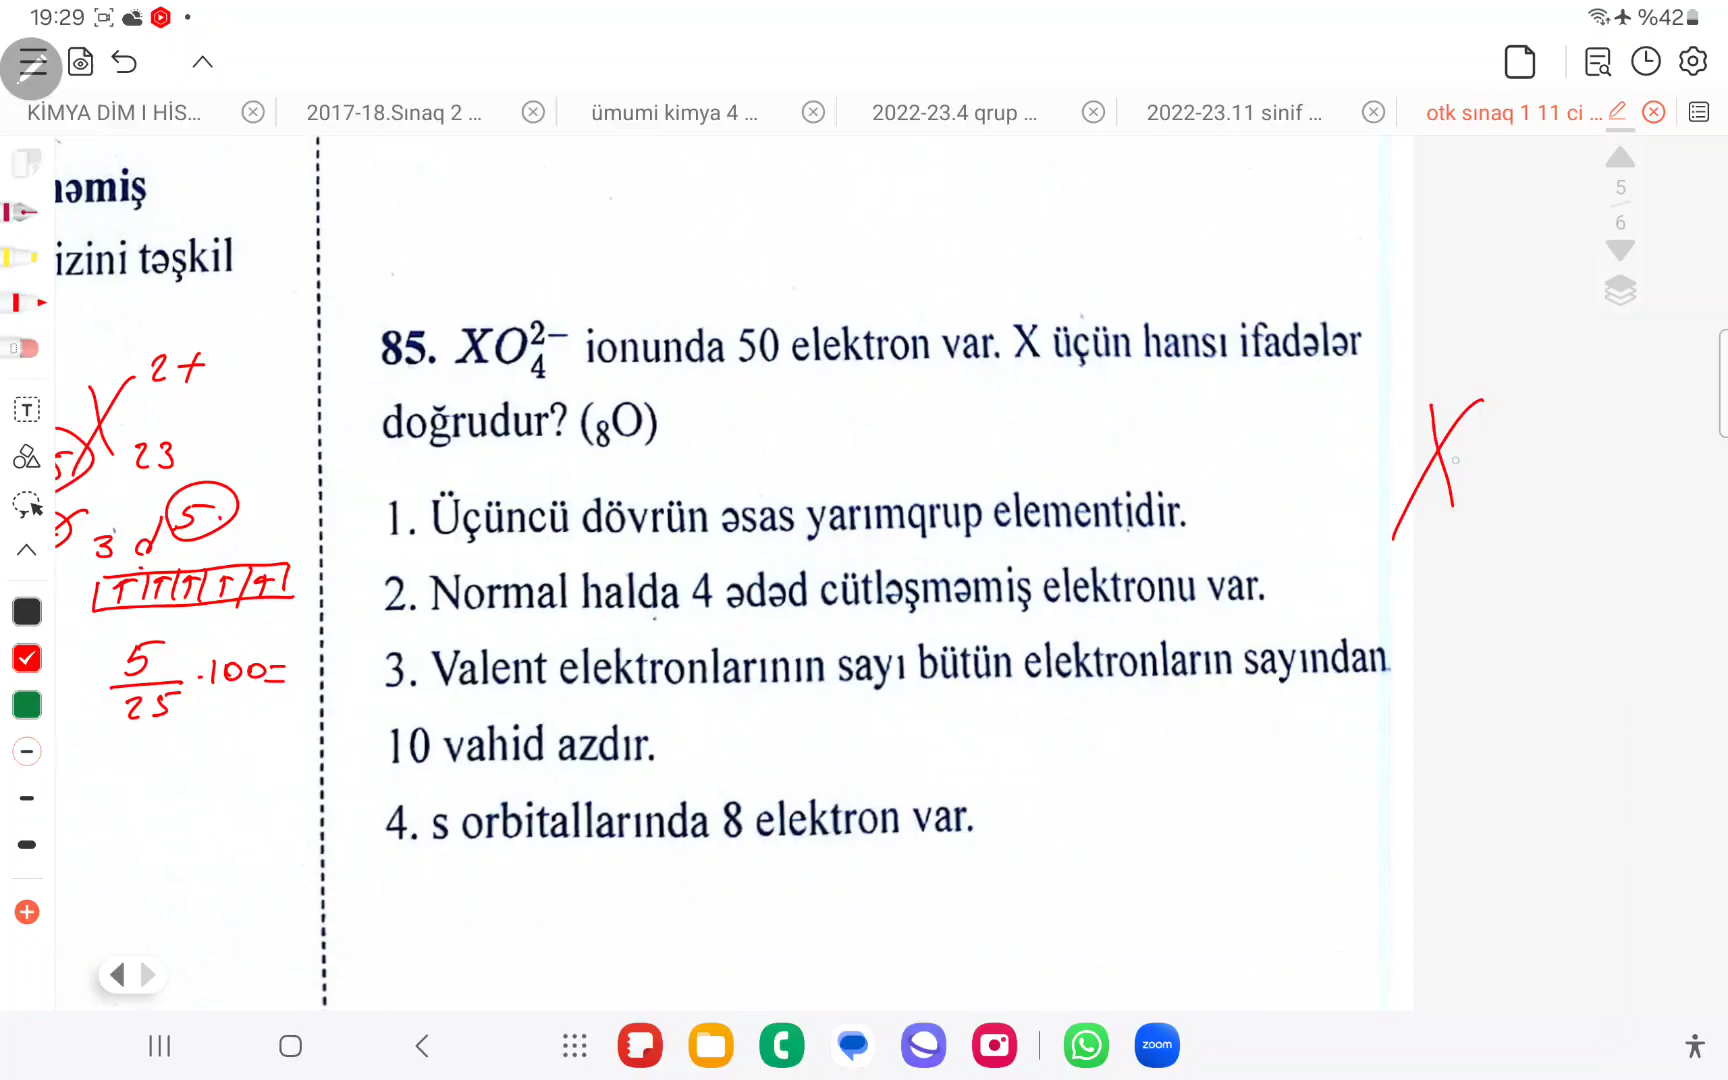 19:29
%42
KİMYA DİM I HİS...
2017-18.Sınaq 2 ...
ümumi kimya 4 ...
2022-23.4 qrup ...
2022-23.11 sinif ...
otk sınaq 1 11 ci ...
5
6
izini təşkil
85. XO₄²⁻ ionunda 50 elektron var. X üçün hansı ifadələr
doğrudur? (₈O)
1. Üçüncü dövrün əsas yarımqrup elementidir.
2. Normal halda 4 ədəd cütləşməmiş elektronu var.
3. Valent elektronlarının sayı bütün elektronların sayından
10 vahid azdır.
4. s orbitallarında 8 elektron var.
X 2+
23
3 d 5
5/25 ·100=
X
T
zoom